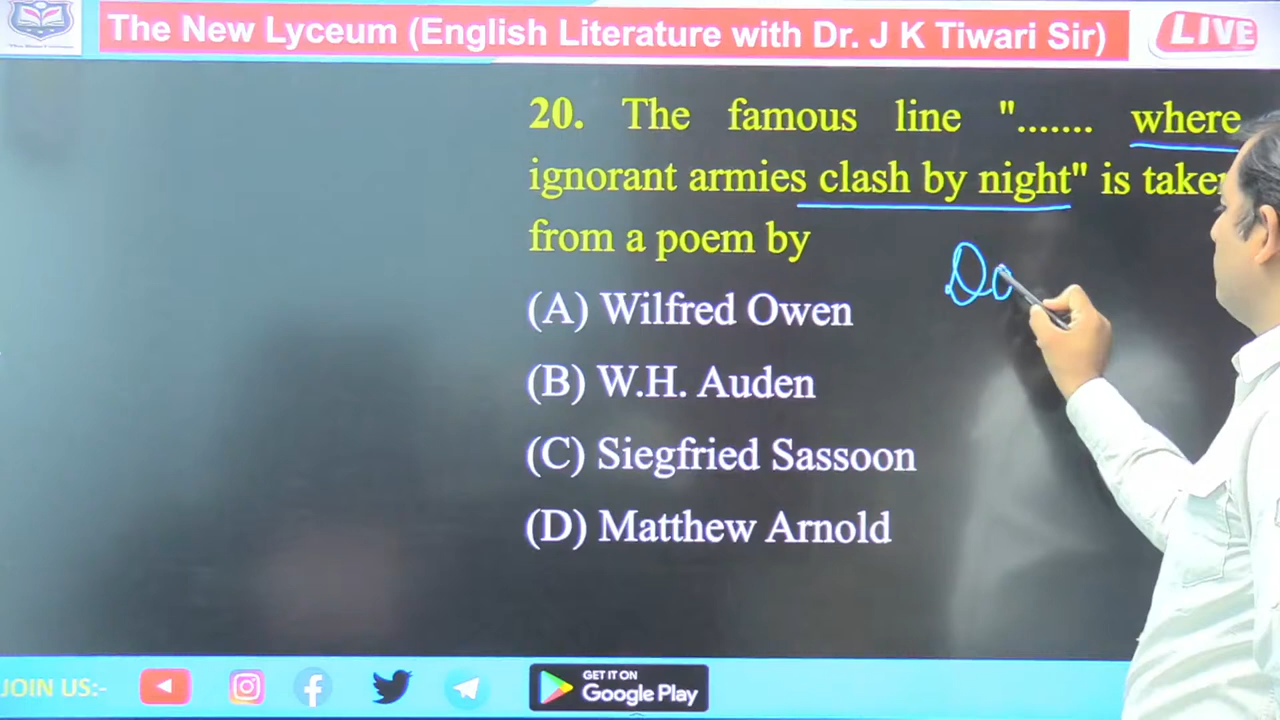 The New Lyceum (English Literature with Dr. J K Tiwari Sir)
LIVE
20. The famous line "....... where
ignorant armies clash by night" is taken
from a poem by
Do
(A) Wilfred Owen
(B) W.H. Auden
(C) Siegfried Sassoon
(D) Matthew Arnold
JOIN US:-
GET IT ON
Google Play